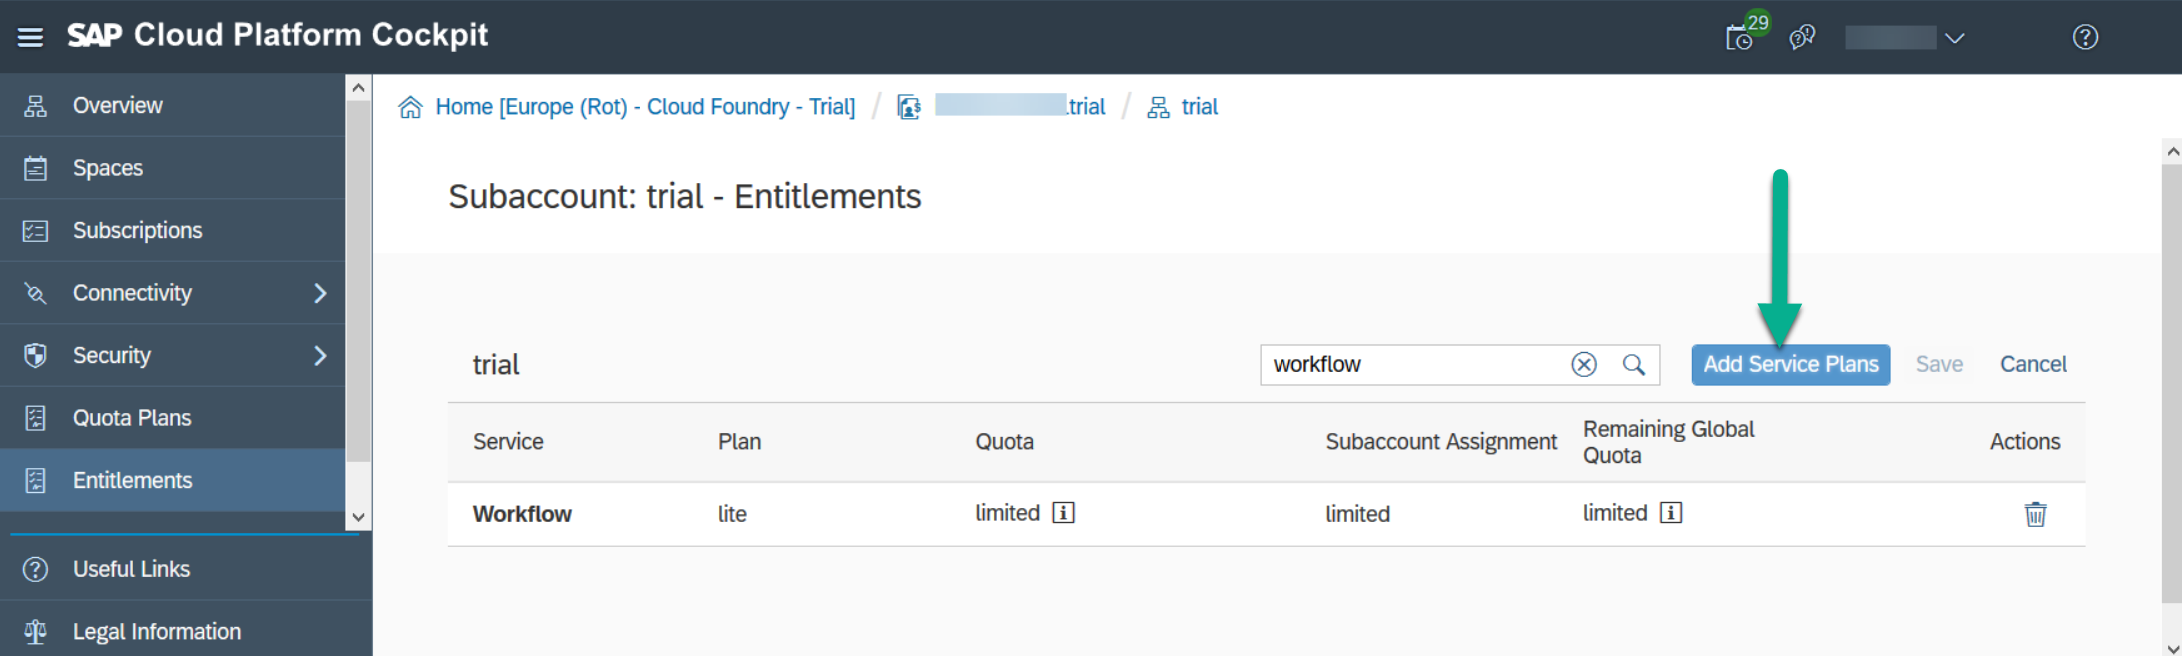 SAP Cloud Platform Cockpit
29
Overview
Spaces
Subscriptions
Connectivity
Security
Quota Plans
Entitlements
Useful Links
Legal Information
Home [Europe (Rot) - Cloud Foundry - Trial] / trial / trial
Subaccount: trial - Entitlements
trial
workflow
Add Service Plans
Save
Cancel
Service
Plan
Quota
Subaccount Assignment
Remaining Global
Quota
Actions
Workflow
lite
limited
limited
limited